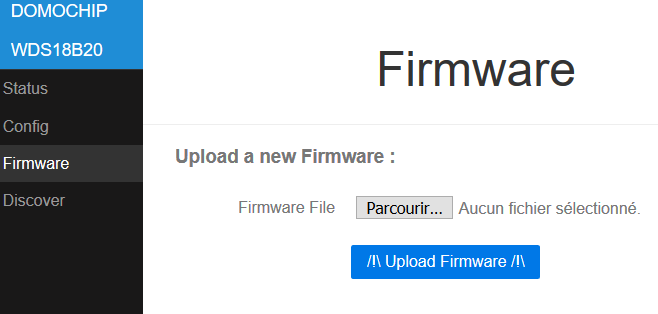 DOMOCHIP
WDS18B20
Status
Config
Firmware
Discover
Firmware
Upload a new Firmware :
Firmware File Parcourir... Aucun fichier sélectionné.
/!\ Upload Firmware /!\